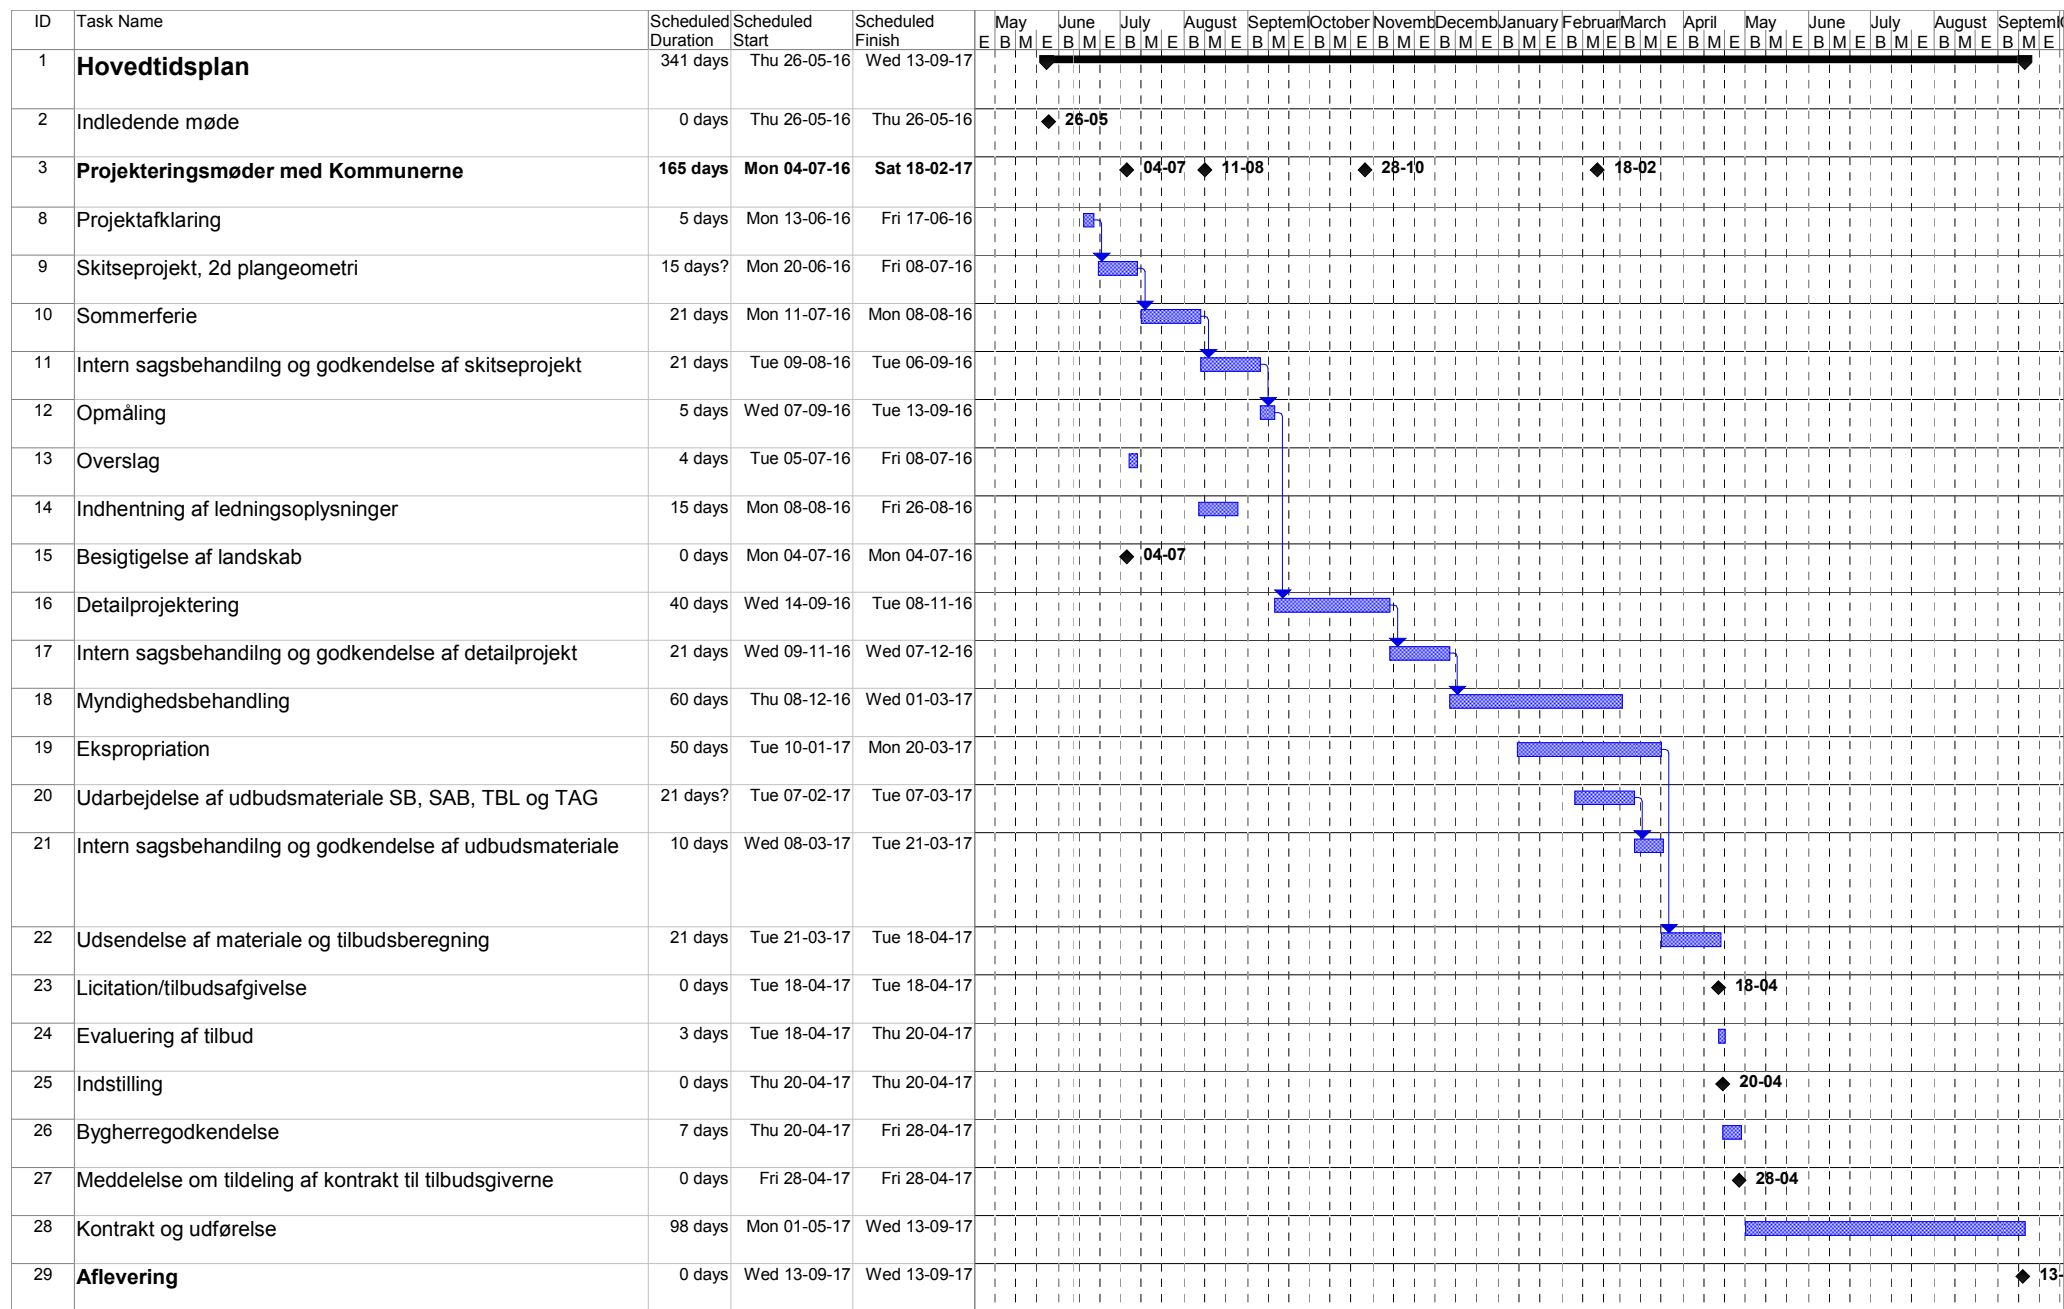 ID Task Name Scheduled Duration Scheduled Start Scheduled Finish May June July August Septeml October Novemb Decemb January Februar March April May June July August Septeml
E B M E B M E B M E B M E B M E B M E B M E B M E B M E B M E B M E B M E B M E B M E B M E B M E B M E
1 Hovedtidsplan 341 days Thu 26-05-16 Wed 13-09-17
2 Indledende møde 0 days Thu 26-05-16 Thu 26-05-16 26-05
3 Projekteringsmøder med Kommunerne 165 days Mon 04-07-16 Sat 18-02-17 04-07 11-08 28-10 18-02
8 Projektafklaring 5 days Mon 13-06-16 Fri 17-06-16
9 Skitseprojekt, 2d plangeometri 15 days? Mon 20-06-16 Fri 08-07-16
10 Sommerferie 21 days Mon 11-07-16 Mon 08-08-16
11 Intern sagsbehandilng og godkendelse af skitseprojekt 21 days Tue 09-08-16 Tue 06-09-16
12 Opmåling 5 days Wed 07-09-16 Tue 13-09-16
13 Overslag 4 days Tue 05-07-16 Fri 08-07-16
14 Indhentning af ledningsoplysninger 15 days Mon 08-08-16 Fri 26-08-16
15 Besigtigelse af landskab 0 days Mon 04-07-16 Mon 04-07-16 04-07
16 Detailprojektering 40 days Wed 14-09-16 Tue 08-11-16
17 Intern sagsbehandilng og godkendelse af detailprojekt 21 days Wed 09-11-16 Wed 07-12-16
18 Myndighedsbehandling 60 days Thu 08-12-16 Wed 01-03-17
19 Ekspropriation 50 days Tue 10-01-17 Mon 20-03-17
20 Udarbejdelse af udbudsmateriale SB, SAB, TBL og TAG 21 days? Tue 07-02-17 Tue 07-03-17
21 Intern sagsbehandilng og godkendelse af udbudsmateriale 10 days Wed 08-03-17 Tue 21-03-17
22 Udsendelse af materiale og tilbudsberegning 21 days Tue 21-03-17 Tue 18-04-17
23 Licitation/tilbudsafgivelse 0 days Tue 18-04-17 Tue 18-04-17 18-04
24 Evaluering af tilbud 3 days Tue 18-04-17 Thu 20-04-17
25 Indstilling 0 days Thu 20-04-17 Thu 20-04-17 20-04
26 Bygherregodkendelse 7 days Thu 20-04-17 Fri 28-04-17
27 Meddelelse om tildeling af kontrakt til tilbudsgiverne 0 days Fri 28-04-17 Fri 28-04-17 28-04
28 Kontrakt og udførelse 98 days Mon 01-05-17 Wed 13-09-17
29 Aflevering 0 days Wed 13-09-17 Wed 13-09-17 13-